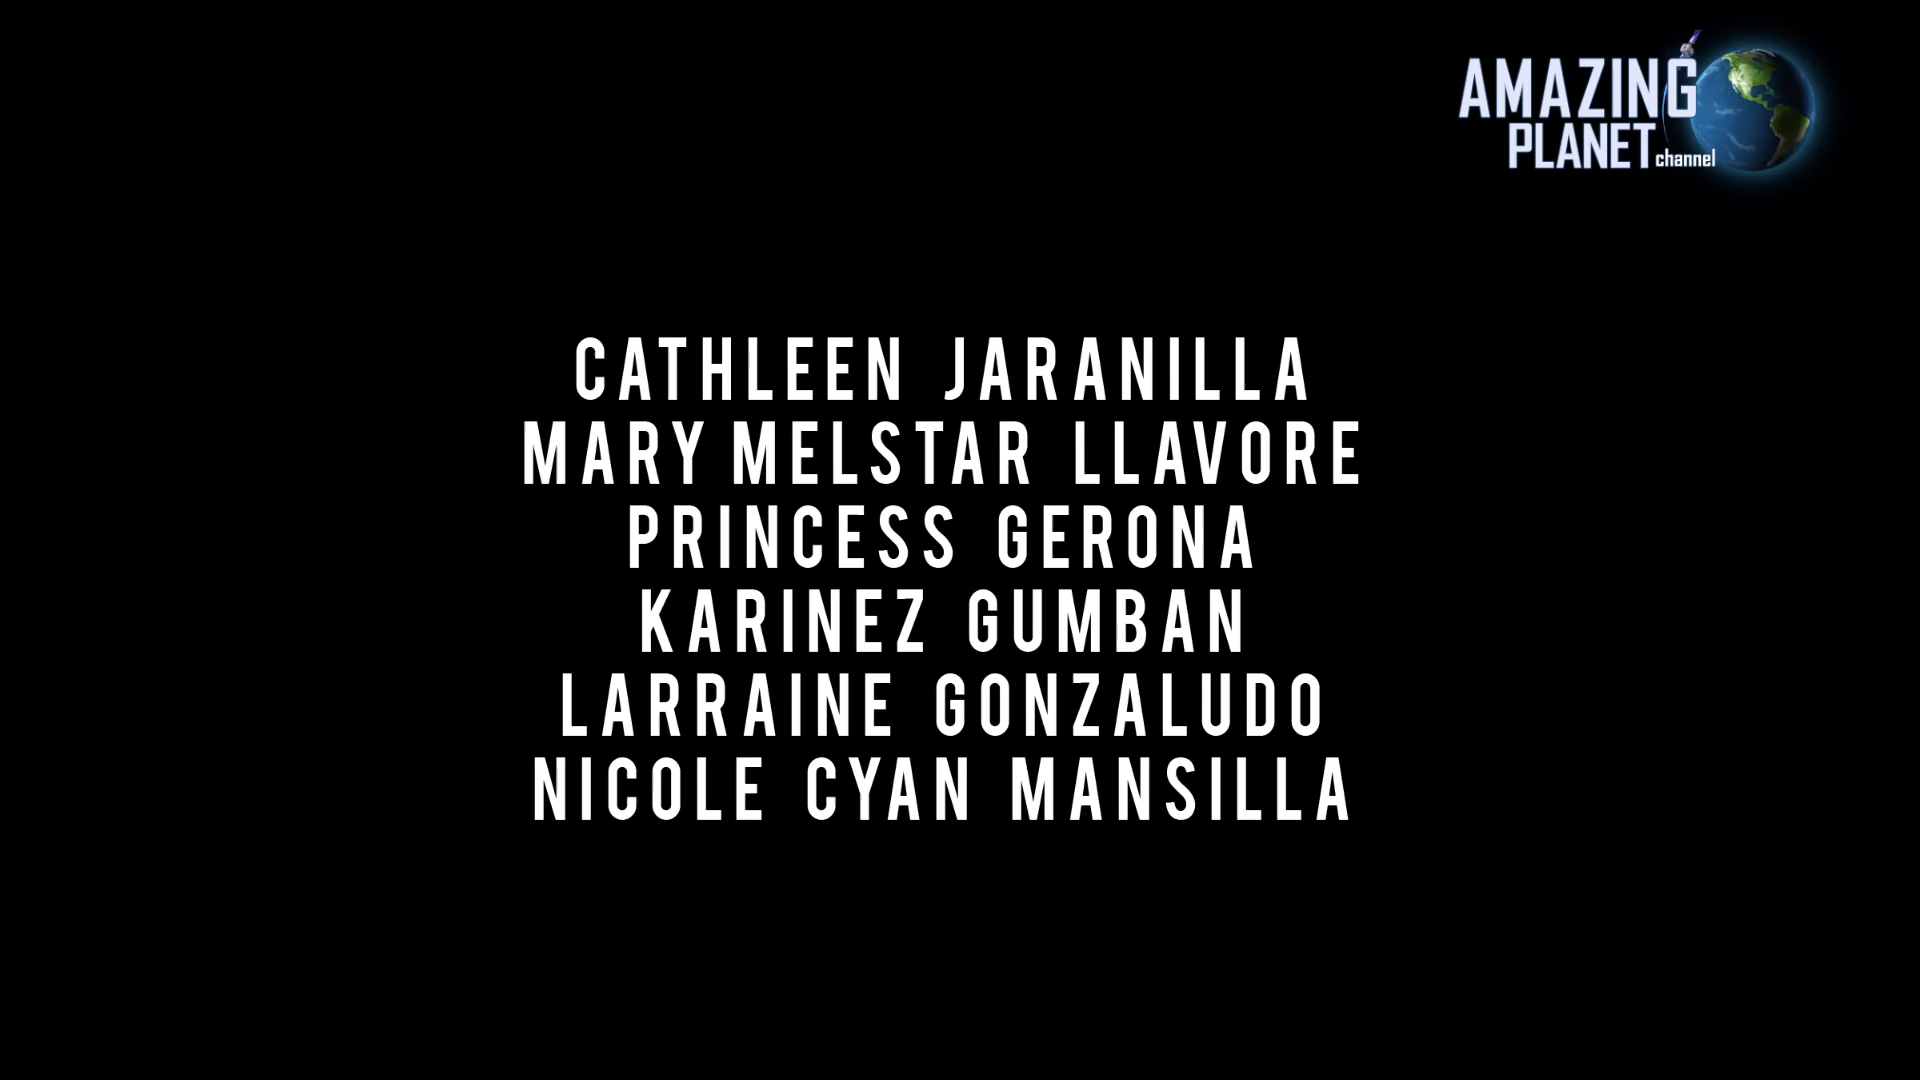 AMAZING
PLANET channel
CATHLEEN JARANILLA
MARY MELSTAR LLAVORE
PRINCESS GERONA
KARINEZ GUMBAN
LARRAINE GONZALUDO
NICOLE CYAN MANSILLA